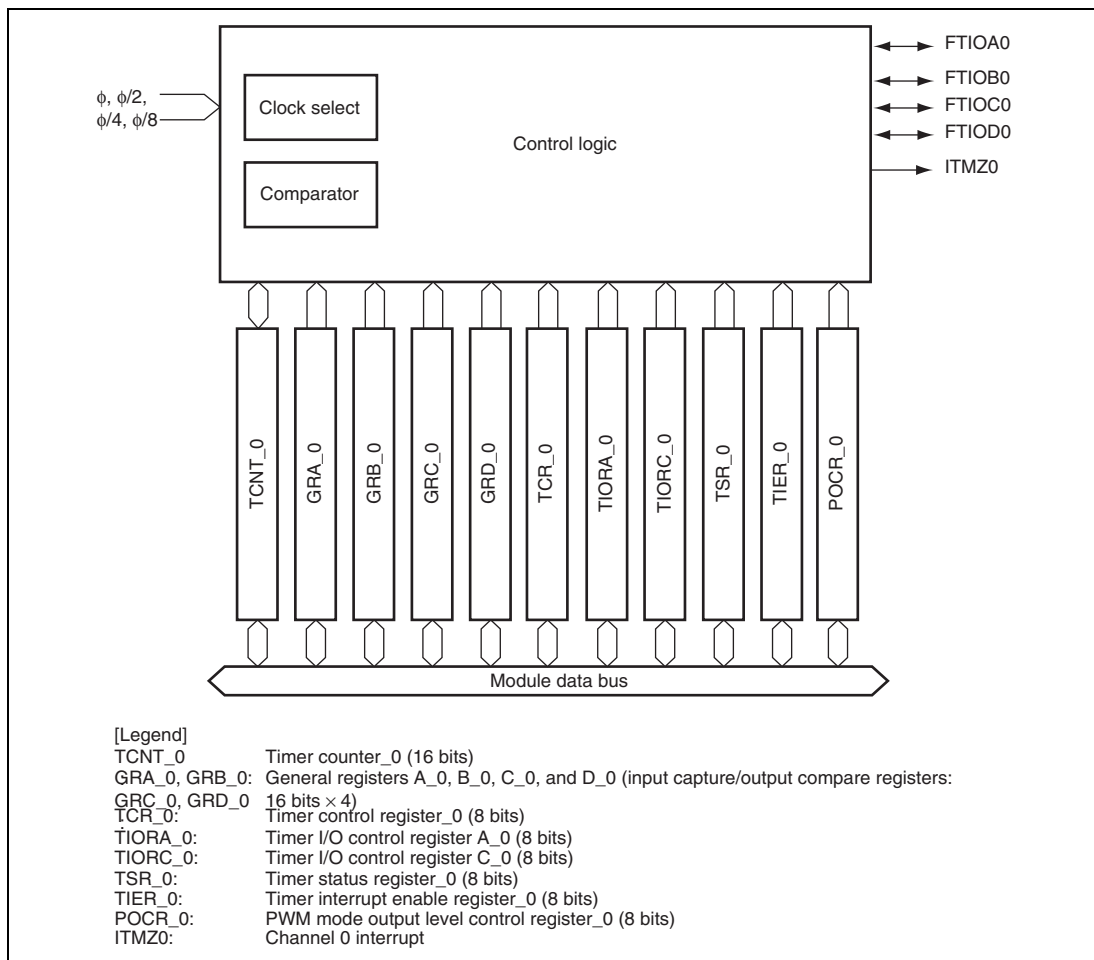 φ, φ/2,
φ/4, φ/8
Clock select
Comparator
Control logic
FTIOA0
FTIOB0
FTIOC0
FTIOD0
ITMZ0
TCNT_0
GRA_0
GRB_0
GRC_0
GRD_0
TCR_0
TIORA_0
TIORC_0
TSR_0
TIER_0
POCR_0
Module data bus
[Legend]
TCNT_0 Timer counter_0 (16 bits)
GRA_0, GRB_0: General registers A_0, B_0, C_0, and D_0 (input capture/output compare registers:
GRC_0, GRD_0 16 bits × 4)
TCR_0: Timer control register_0 (8 bits)
TIORA_0: Timer I/O control register A_0 (8 bits)
TIORC_0: Timer I/O control register C_0 (8 bits)
TSR_0: Timer status register_0 (8 bits)
TIER_0: Timer interrupt enable register_0 (8 bits)
POCR_0: PWM mode output level control register_0 (8 bits)
ITMZ0: Channel 0 interrupt